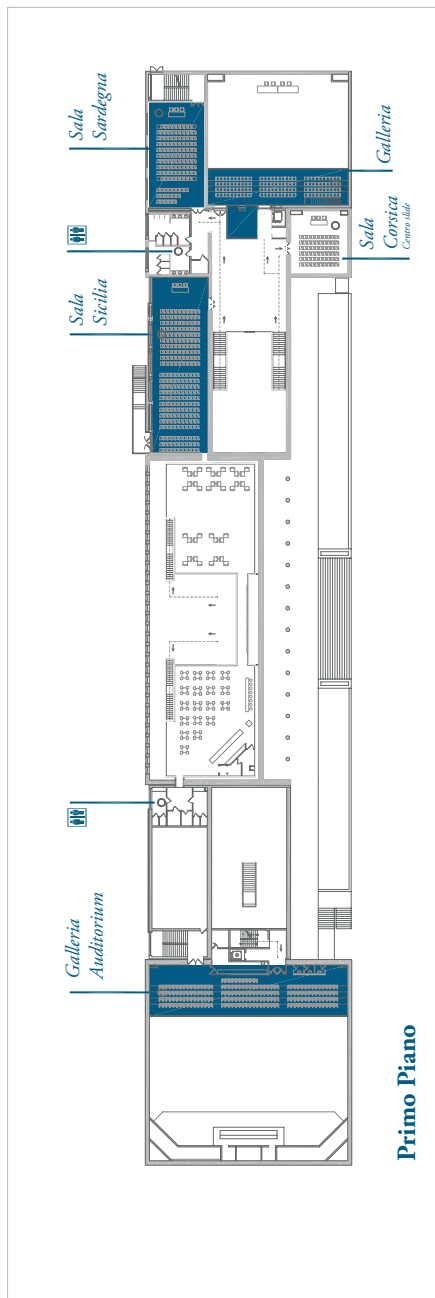 Sala
Sardegna
Galleria
Sala
Corsica
Centro slide
Sala
Sicilia
Galleria
Auditorium
Primo Piano